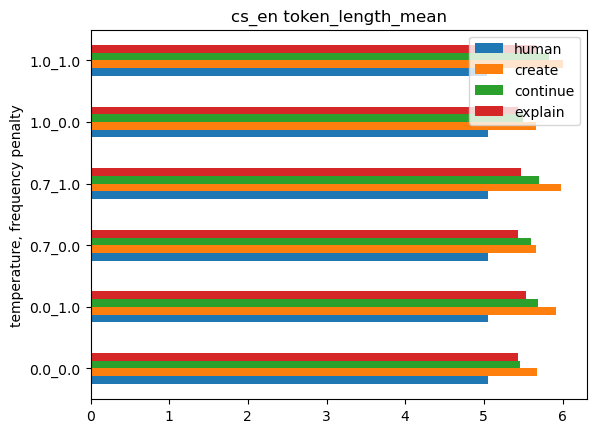 cs_en token_length_mean
temperature, frequency penalty
1.0_1.0
1.0_0.0
0.7_1.0
0.7_0.0
0.0_1.0
0.0_0.0
0 1 2 3 4 5 6
human
create
continue
explain